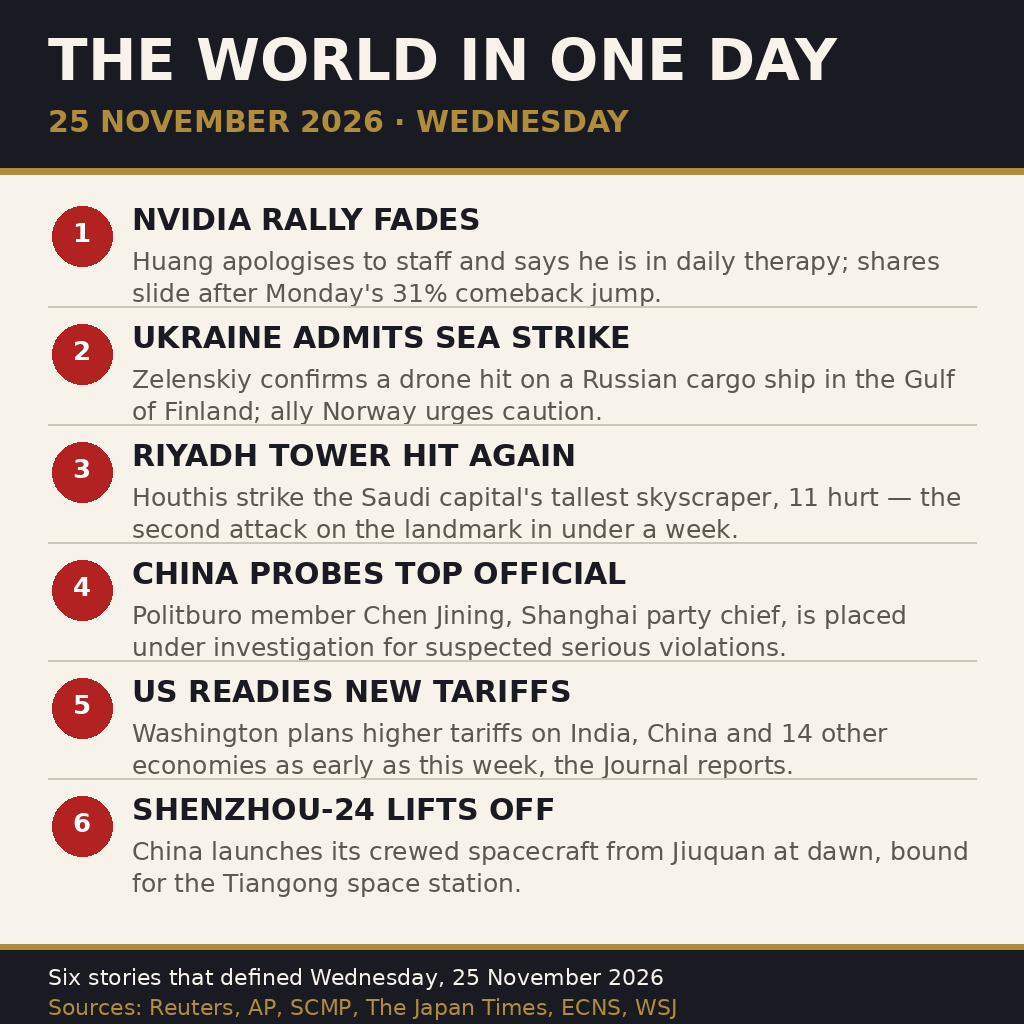 THE WORLD IN ONE DAY
25 NOVEMBER 2026 · WEDNESDAY
1
NVIDIA RALLY FADES
Huang apologises to staff and says he is in daily therapy; shares
slide after Monday's 31% comeback jump.
2
UKRAINE ADMITS SEA STRIKE
Zelenskiy confirms a drone hit on a Russian cargo ship in the Gulf
of Finland; ally Norway urges caution.
3
RIYADH TOWER HIT AGAIN
Houthis strike the Saudi capital's tallest skyscraper, 11 hurt — the
second attack on the landmark in under a week.
4
CHINA PROBES TOP OFFICIAL
Politburo member Chen Jining, Shanghai party chief, is placed
under investigation for suspected serious violations.
5
US READIES NEW TARIFFS
Washington plans higher tariffs on India, China and 14 other
economies as early as this week, the Journal reports.
6
SHENZHOU-24 LIFTS OFF
China launches its crewed spacecraft from Jiuquan at dawn, bound
for the Tiangong space station.
Six stories that defined Wednesday, 25 November 2026
Sources: Reuters, AP, SCMP, The Japan Times, ECNS, WSJ